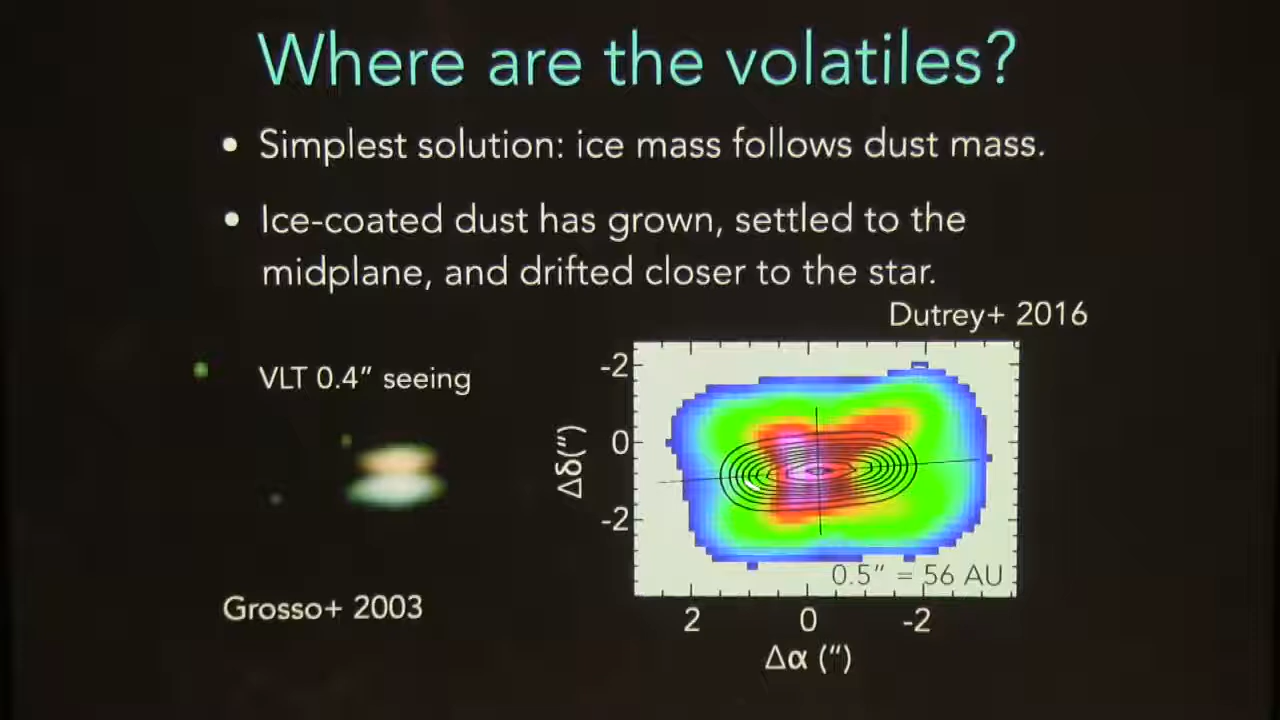 Where are the volatiles?
• Simplest solution: ice mass follows dust mass.
• Ice-coated dust has grown, settled to the
midplane, and drifted closer to the star.
Dutrey+ 2016
VLT 0.4” seeing
Grosso+ 2003
-2
0
-2
Δδ(“)
0.5” = 56 AU
2 0 -2
Δα (“)